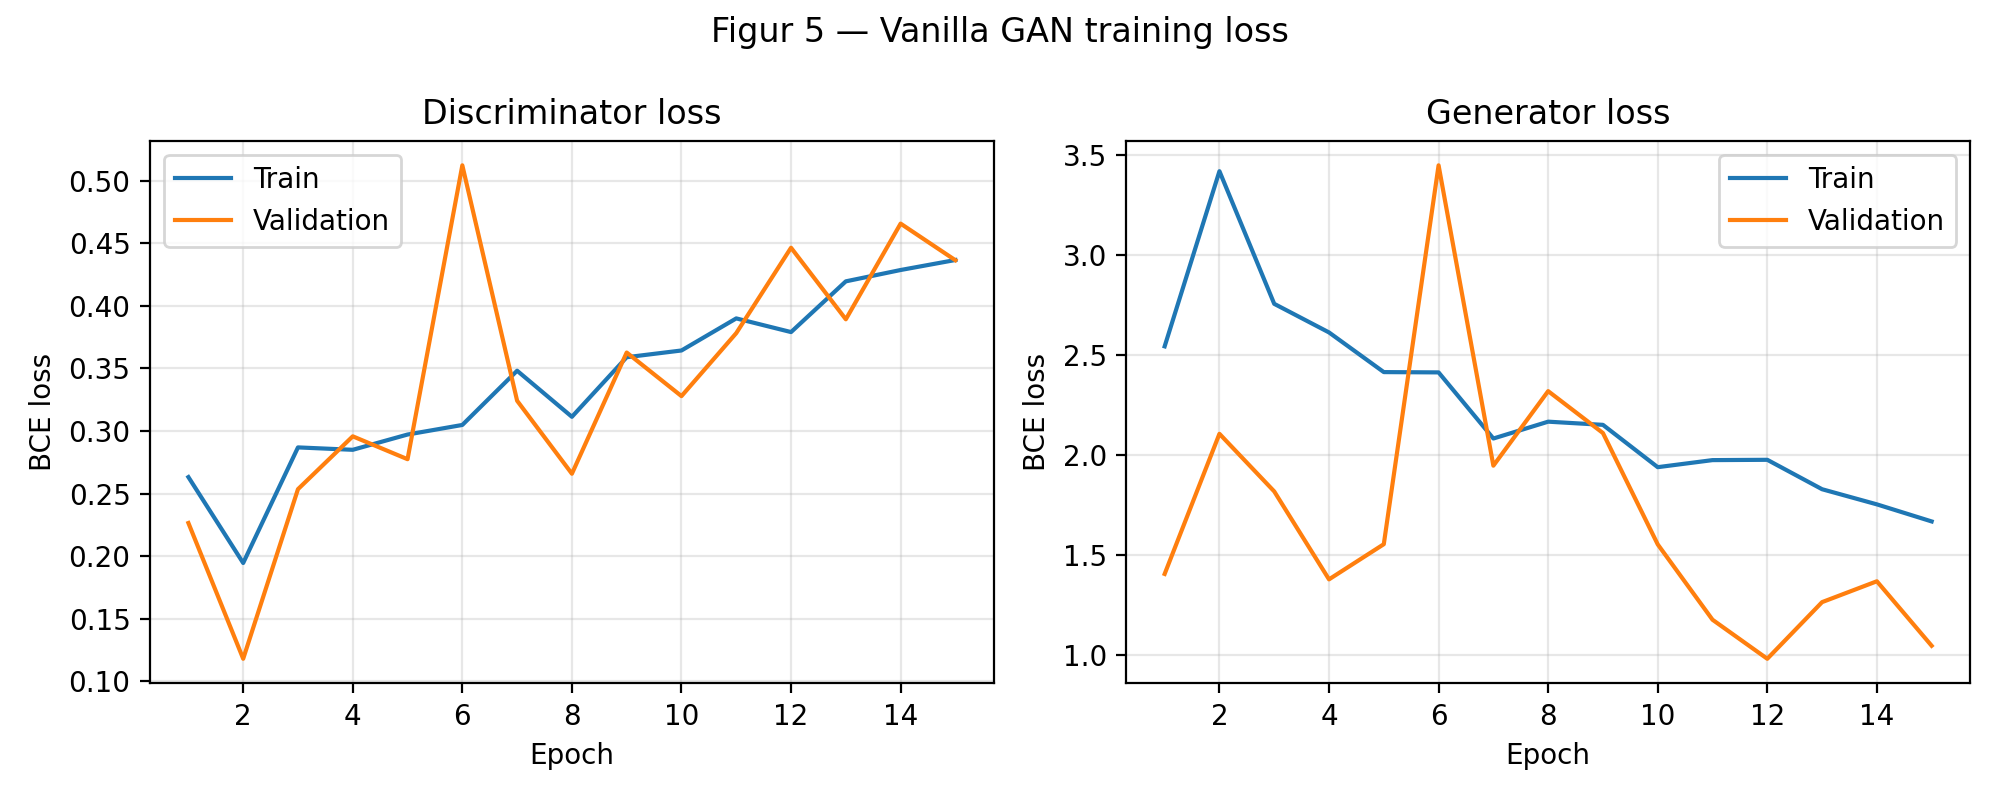 Figur 5 — Vanilla GAN training loss
Discriminator loss
BCE loss
0.50
0.45
0.40
0.35
0.30
0.25
0.20
0.15
0.10
Train
Validation
2 4 6 8 10 12 14
Epoch
Generator loss
BCE loss
3.5
3.0
2.5
2.0
1.5
1.0
Train
Validation
2 4 6 8 10 12 14
Epoch